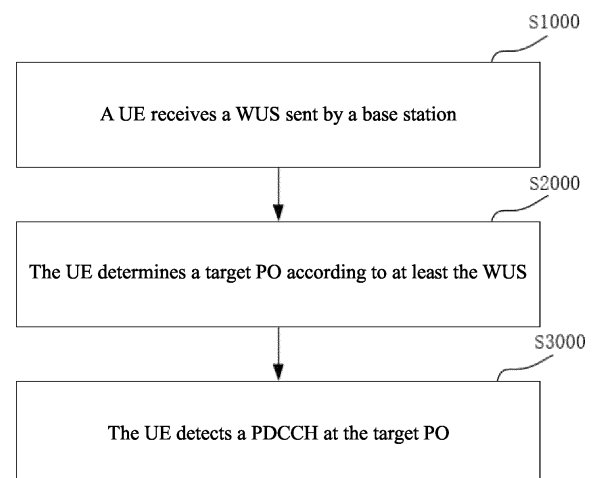 S1000
A UE receives a WUS sent by a base station
S2000
The UE determines a target PO according to at least the WUS
S3000
The UE detects a PDCCH at the target PO